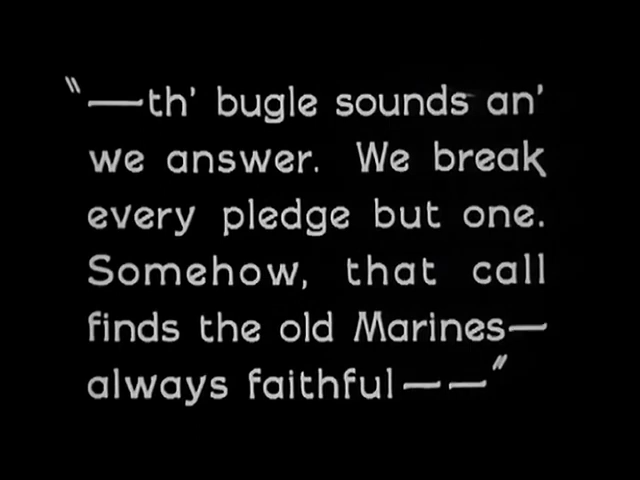 "—th' bugle sounds an'
we answer. We break
every pledge but one.
Somehow, that call
finds the old Marines—
always faithful— —"